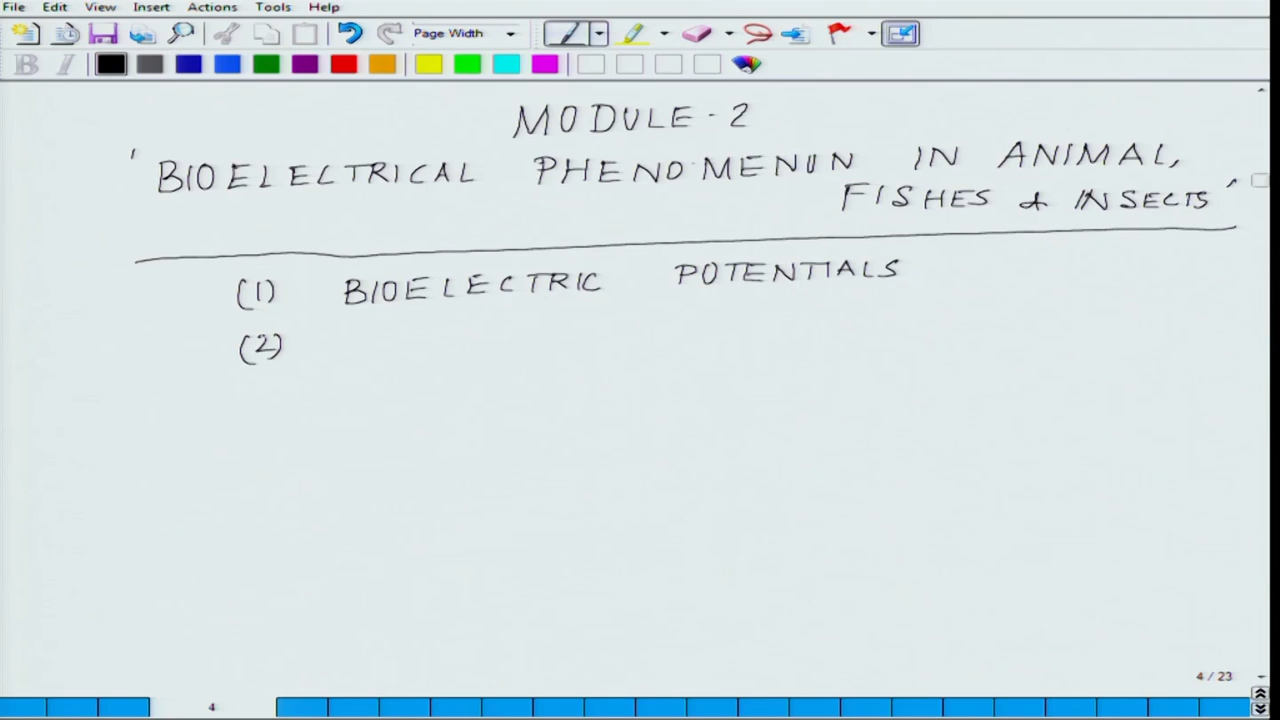 File Edit View Insert Actions Tools Help
Page Width
B I
MODULE - 2
'BIOELECTRICAL PHENOMENON IN ANIMAL,
FISHES & INSECTS'
(1) BIOELECTRIC POTENTIALS
(2)
4 / 23
4